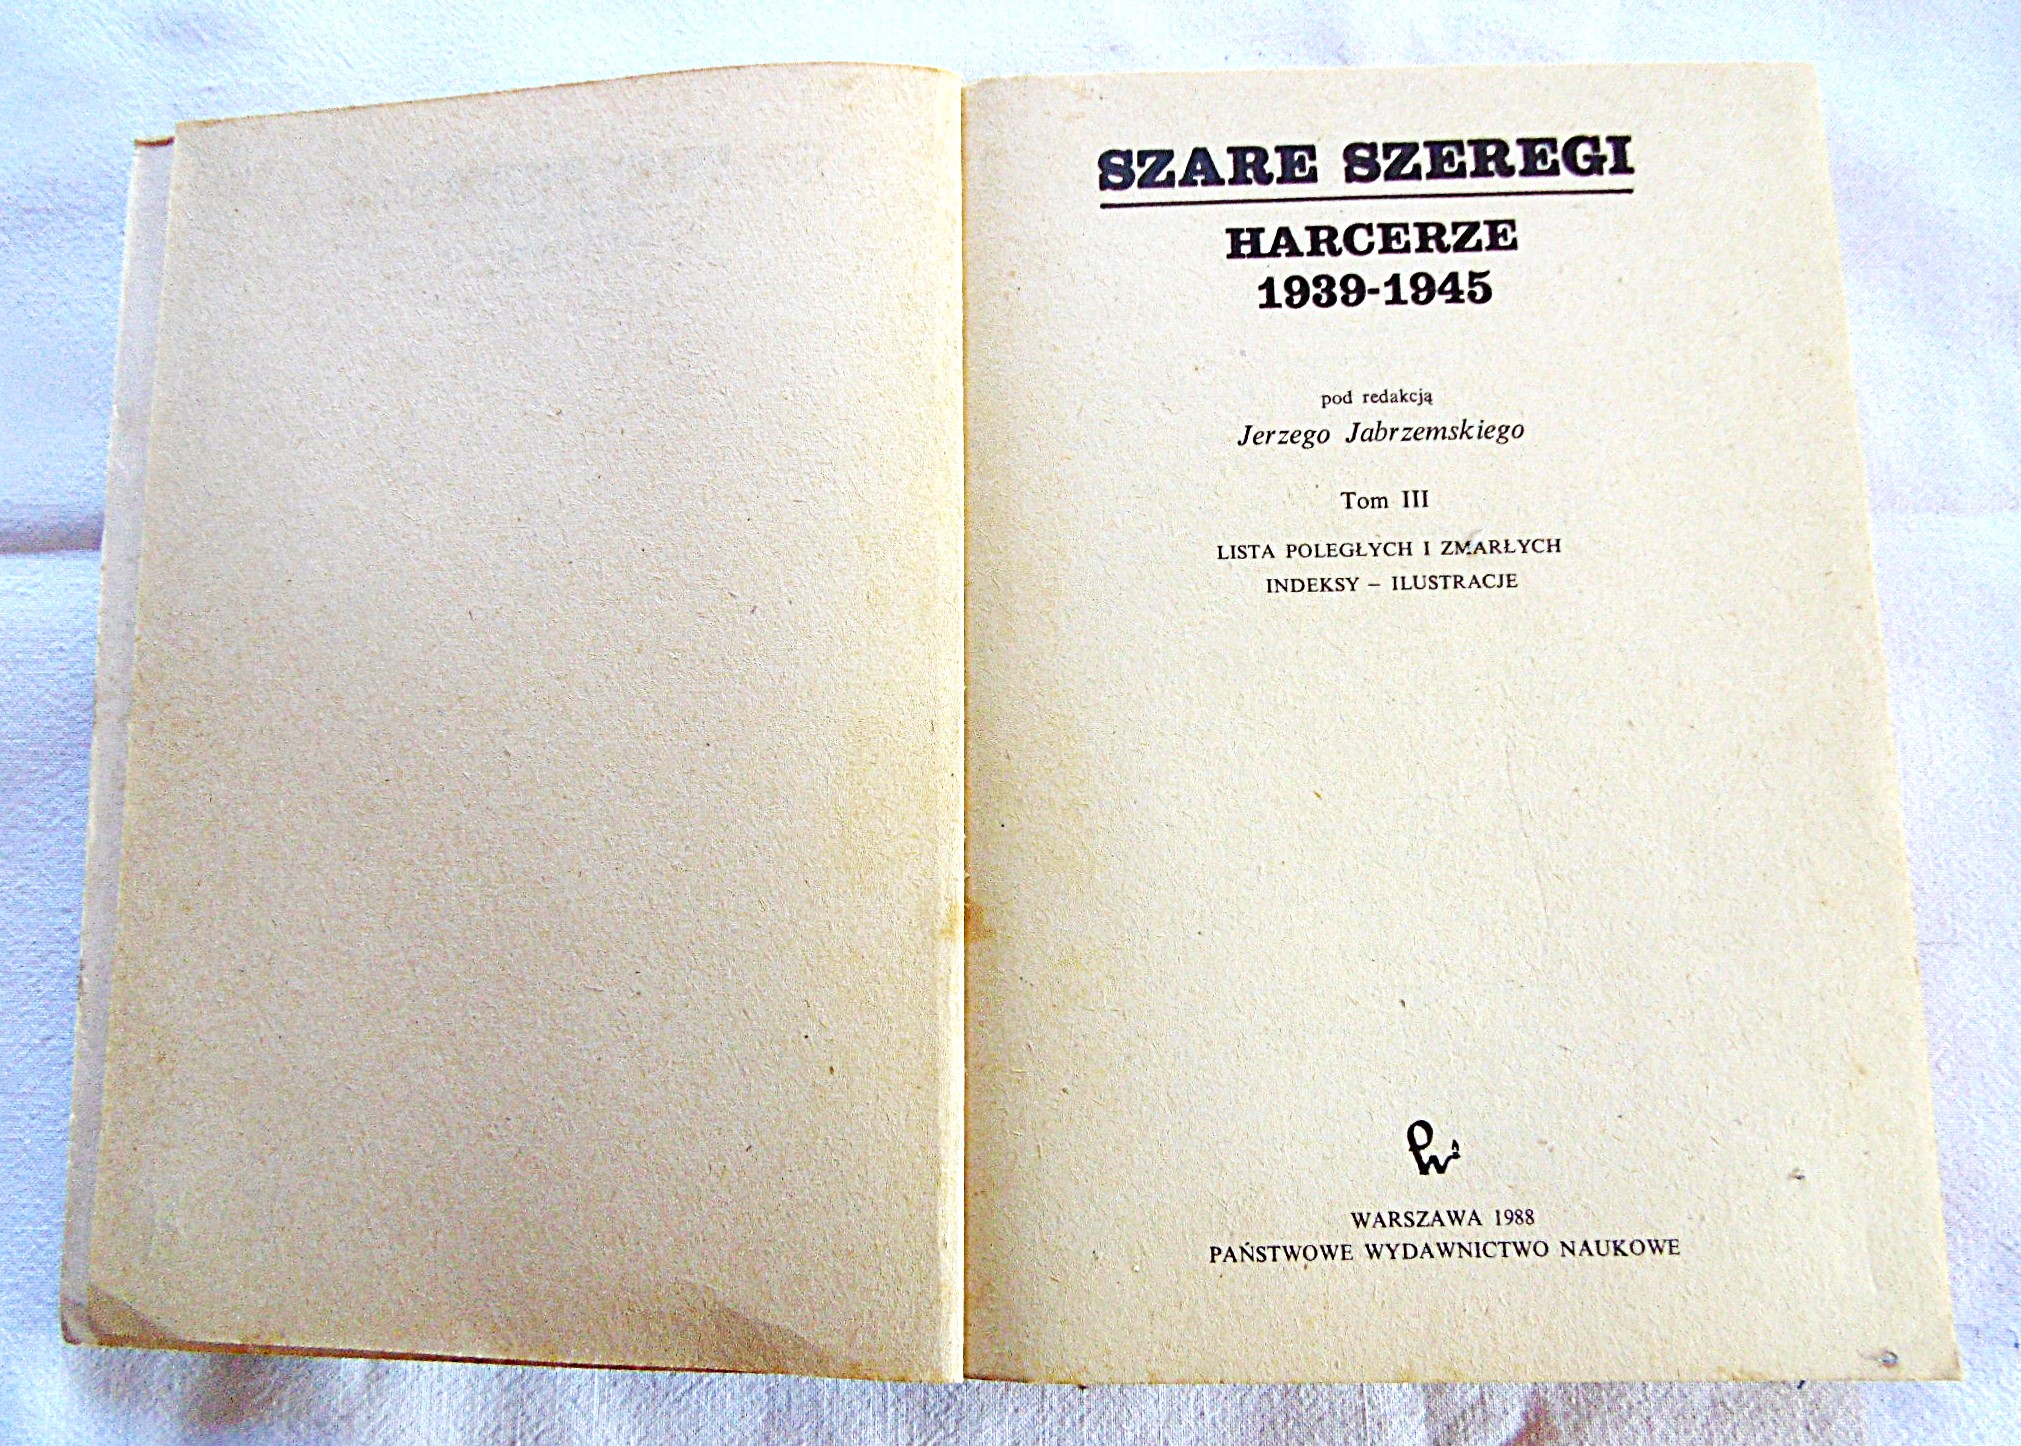 SZARE SZEREGI
HARCERZE
1939-1945
pod redakcją
Jerzego Jabrzemskiego
Tom III
LISTA POLEGŁYCH I ZMARŁYCH
INDEKSY – ILUSTRACJE
WARSZAWA 1988
PAŃSTWOWE WYDAWNICTWO NAUKOWE